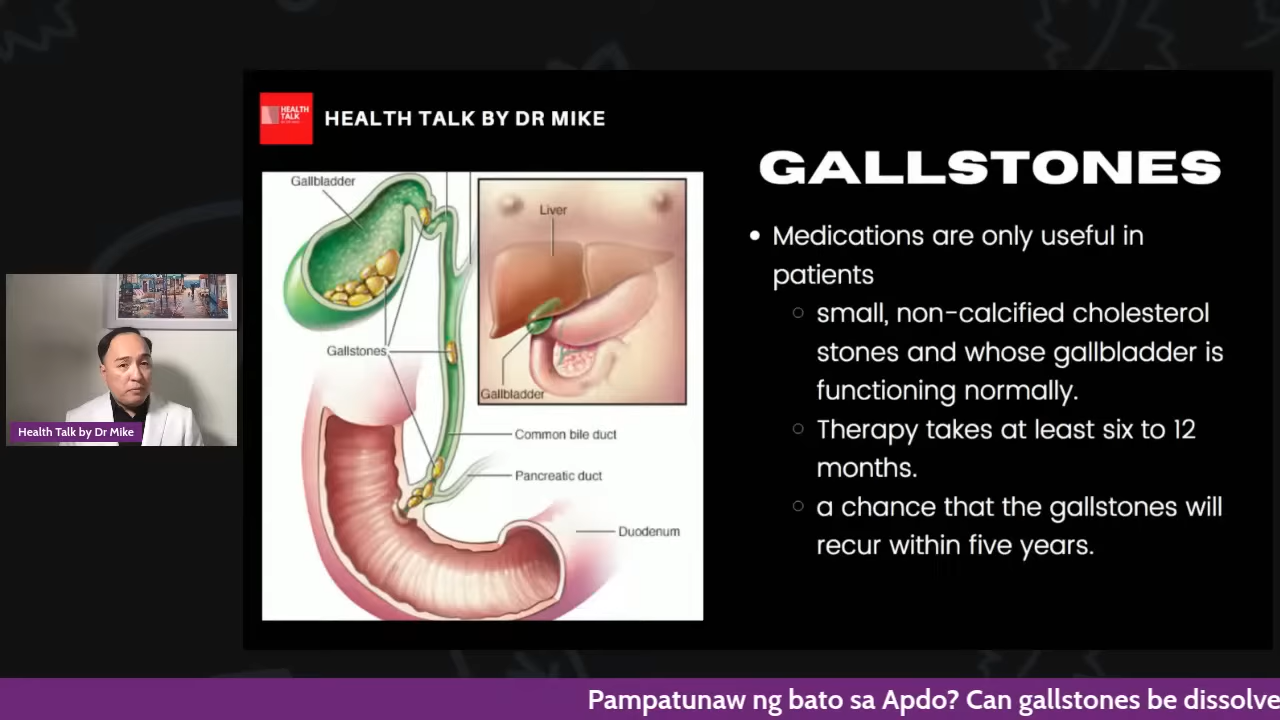 HEALTH
TALK
HEALTH TALK BY DR MIKE
GALLSTONES
Gallbladder
Liver
Gallstones
Gallbladder
Common bile duct
Pancreatic duct
Duodenum
• Medications are only useful in
patients
○ small, non-calcified cholesterol
stones and whose gallbladder is
functioning normally.
○ Therapy takes at least six to 12
months.
○ a chance that the gallstones will
recur within five years.
Health Talk by Dr Mike
Pampatunaw ng bato sa Apdo? Can gallstones be dissolve